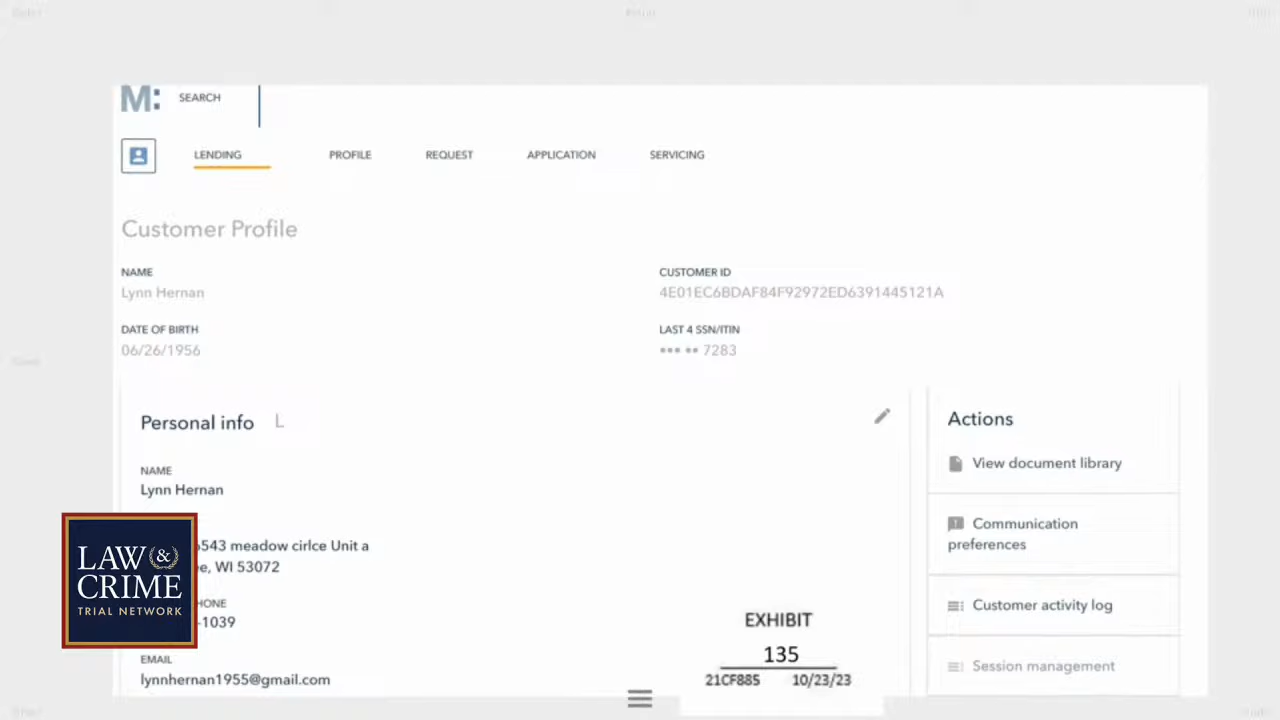 M: SEARCH
LENDING PROFILE REQUEST APPLICATION SERVICING
Customer Profile
NAME CUSTOMER ID
Lynn Hernan 4E01EC6BDAF84F92972ED6391445121A
DATE OF BIRTH LAST 4 SSN/ITIN
06/26/1956 ••• •• 7283
Personal info L Actions
View document library
NAME
Lynn Hernan
Communication
preferences
543 meadow cirlce Unit a
e, WI 53072
LAW & CRIME
TRIAL NETWORK
HONE Customer activity log
-1039
EXHIBIT
135
21CF885 10/23/23
EMAIL Session management
lynnhernan1955@gmail.com